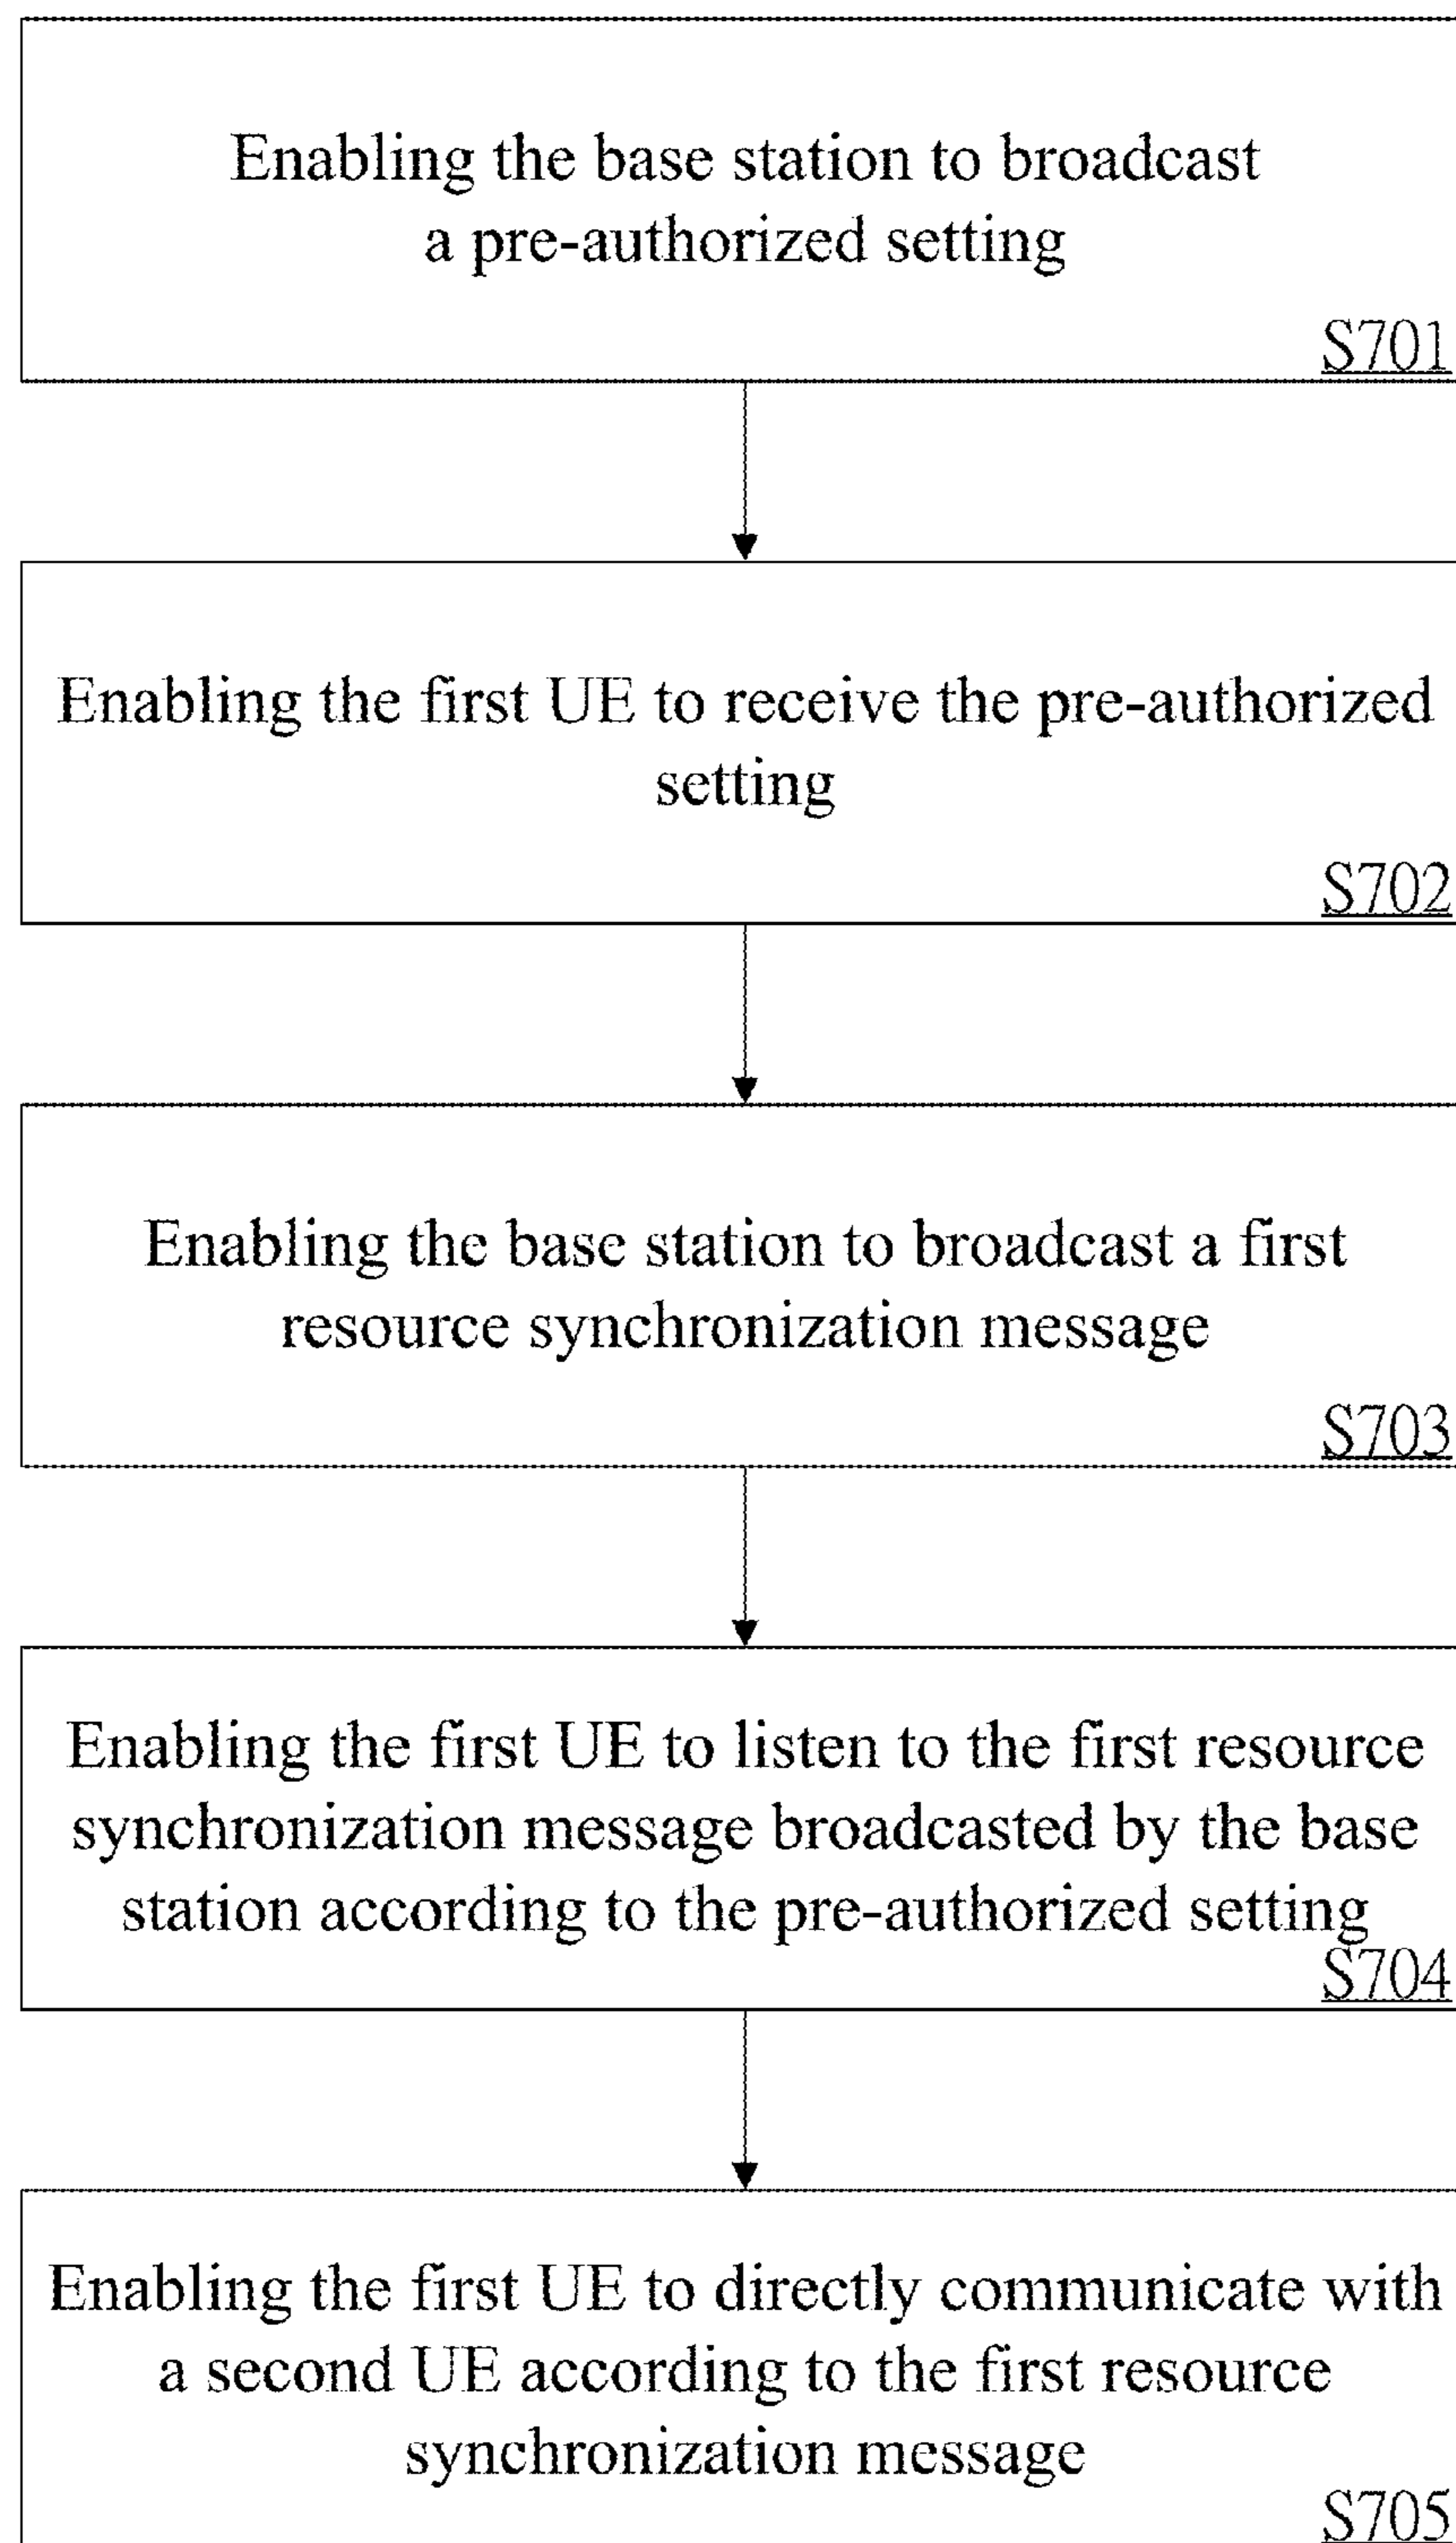 Enabling the base station to broadcast
a pre-authorized setting
S701
Enabling the first UE to receive the pre-authorized
setting
S702
Enabling the base station to broadcast a first
resource synchronization message
S703
Enabling the first UE to listen to the first resource
synchronization message broadcasted by the base
station according to the pre-authorized setting
S704
Enabling the first UE to directly communicate with
a second UE according to the first resource
synchronization message
S705